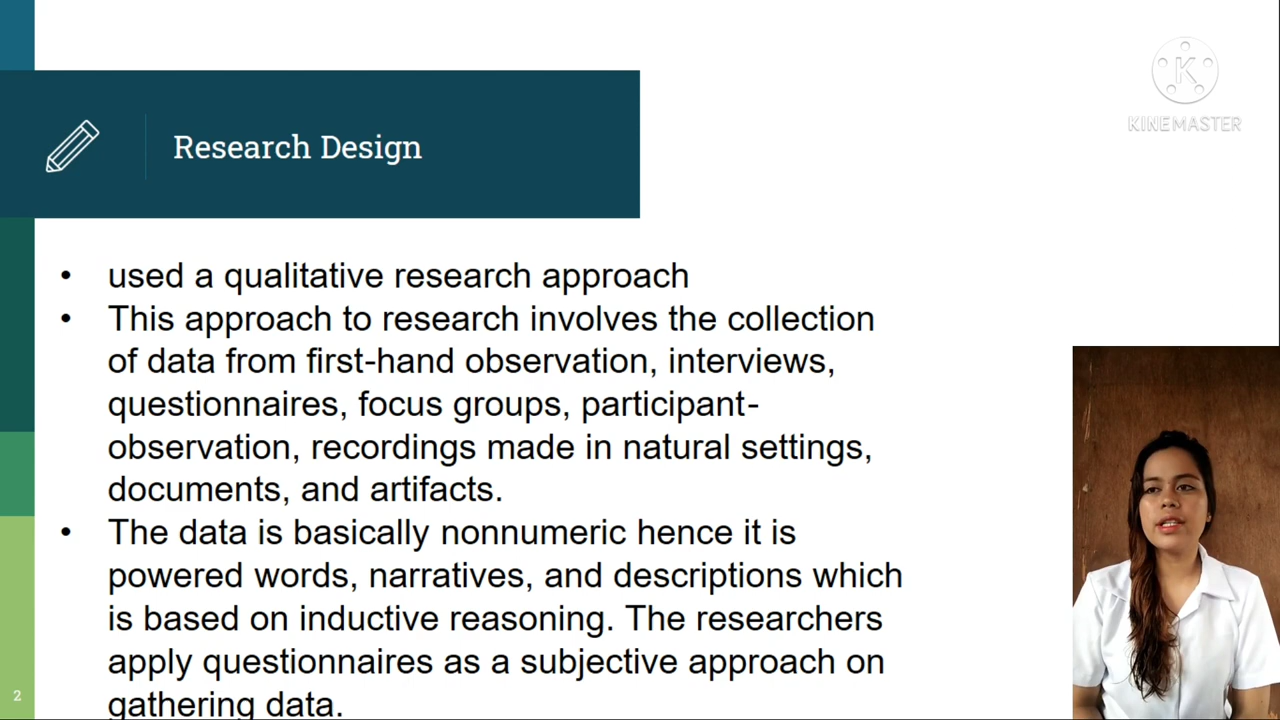 K
KINEMASTER
Research Design
• used a qualitative research approach
• This approach to research involves the collection
of data from first-hand observation, interviews,
questionnaires, focus groups, participant-
observation, recordings made in natural settings,
documents, and artifacts.
• The data is basically nonnumeric hence it is
powered words, narratives, and descriptions which
is based on inductive reasoning. The researchers
apply questionnaires as a subjective approach on
gathering data.
2